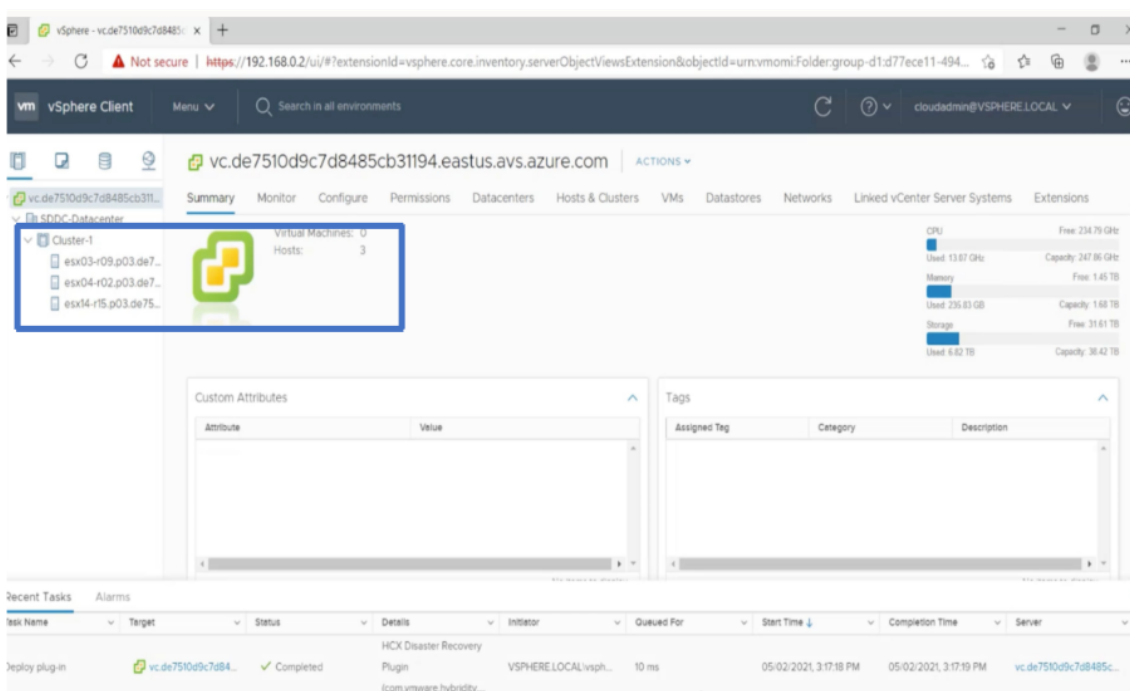 vSphere - vc.de7510d9c7d8485c
Not secure | https://192.168.0.2/ui/#?extensionId=vsphere.core.inventory.serverObjectViewsExtension&objectId=urn:vmomi:Folder:group-d1:d77ece11-494...
vm vSphere Client Menu Search in all environments cloudadmin@VSPHERE.LOCAL
vc.de7510d9c7d8485cb31194.eastus.avs.azure.com ACTIONS
vc.de7510d9c7d8485cb311...
Summary Monitor Configure Permissions Datacenters Hosts & Clusters VMs Datastores Networks Linked vCenter Server Systems Extensions
SDDC-Datacenter
Cluster-1
esx03-r09.p03.de7...
esx04-r02.p03.de7...
esx14-r15.p03.de75...
Virtual Machines: 0
Hosts: 3
CPU Free: 234.79 GHz
Used: 13.07 GHz Capacity: 247.86 GHz
Memory Free: 1.45 TB
Used: 235.83 GB Capacity: 1.68 TB
Storage Free: 31.61 TB
Used: 6.82 TB Capacity: 38.42 TB
Custom Attributes
Attribute Value
Tags
Assigned Tag Category Description
Recent Tasks Alarms
Task Name Target Status Details Initiator Queued For Start Time Completion Time Server
Deploy plug-in vc.de7510d9c7d84... Completed HCX Disaster Recovery VSPHERE.LOCAL\vsph... 10 ms 05/02/2021, 3:17:18 PM 05/02/2021, 3:17:19 PM vc.de7510d9c7d8485c...
Plugin
(com.vmware.hybridity....